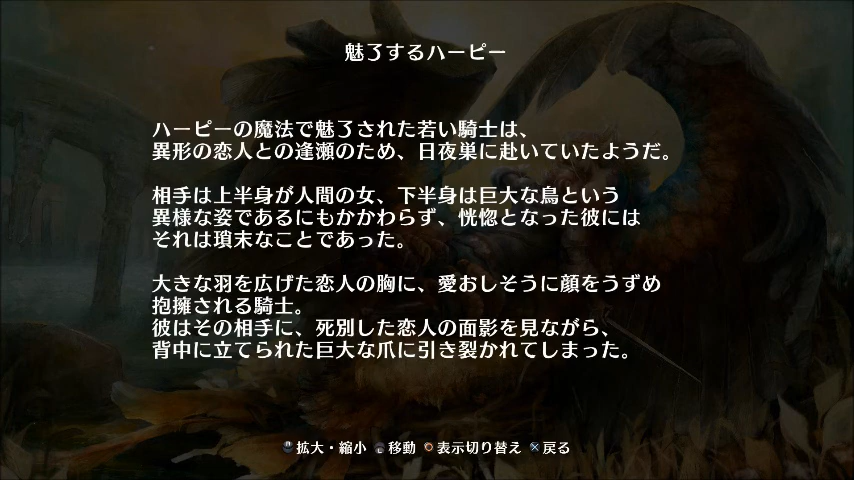 魅了するハーピー
ハーピーの魔法で魅了された若い騎士は、
異形の恋人との逢瀬のため、日夜巣に赴いていたようだ。
相手は上半身が人間の女、下半身は巨大な鳥という
異様な姿であるにもかかわらず、恍惚となった彼には
それは瑣末なことであった。
大きな羽を広げた恋人の胸に、愛おしそうに顔をうずめ
抱擁される騎士。
彼はその相手に、死別した恋人の面影を見ながら、
背中に立てられた巨大な爪に引き裂かれてしまった。
拡大・縮小 L 移動 表示切り替え 戻る